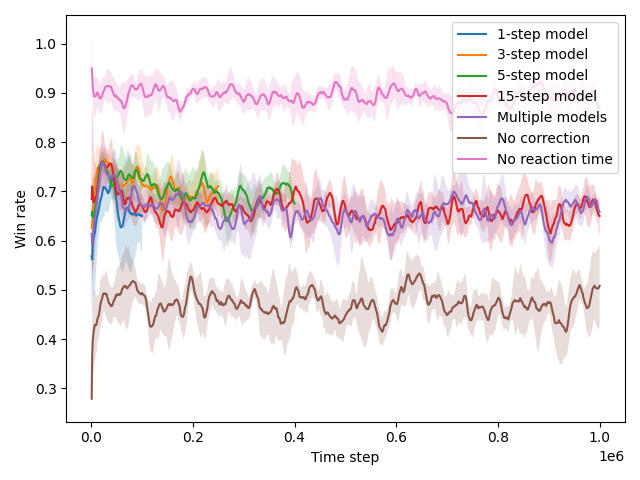 1-step model
3-step model
5-step model
15-step model
Multiple models
No correction
No reaction time
Win rate
1.0
0.9
0.8
0.7
0.6
0.5
0.4
0.3
0.0 0.2 0.4 0.6 0.8 1.0
1e6
Time step